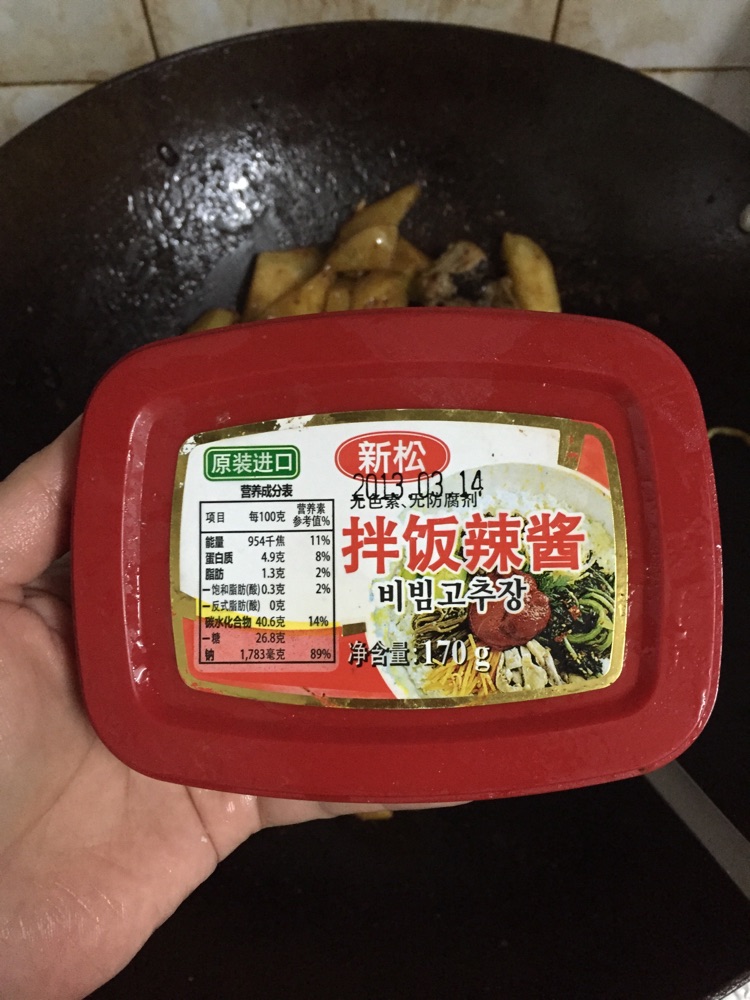 原装进口
新松
2013 03 14
无色素、无防腐剂
拌饭辣酱
비빔고추장
净含量:170g
营养成分表
项目 每100克 营养素参考值%
能量 954千焦 11%
蛋白质 4.9克 8%
脂肪 1.3克 2%
—饱和脂肪(酸) 0.3克 2%
—反式脂肪(酸) 0克
碳水化合物 40.6克 14%
—糖 26.8克
钠 1,783毫克 89%